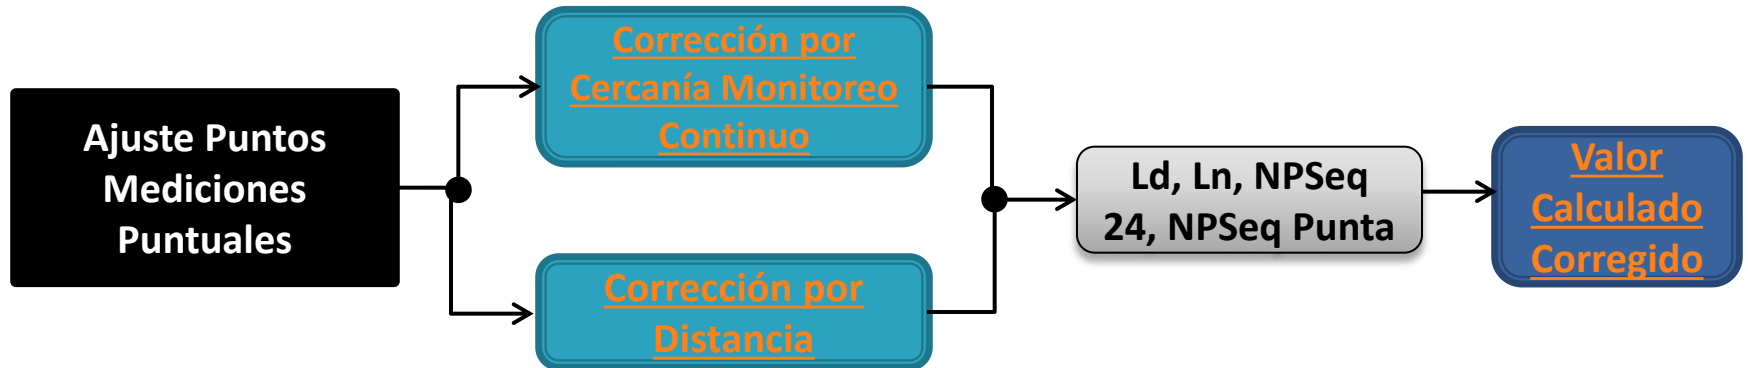 Ajuste Puntos
Mediciones
Puntuales
Corrección por
Cercanía Monitoreo
Continuo
Corrección por
Distancia
Ld, Ln, NPSeq
24, NPSeq Punta
Valor
Calculado
Corregido